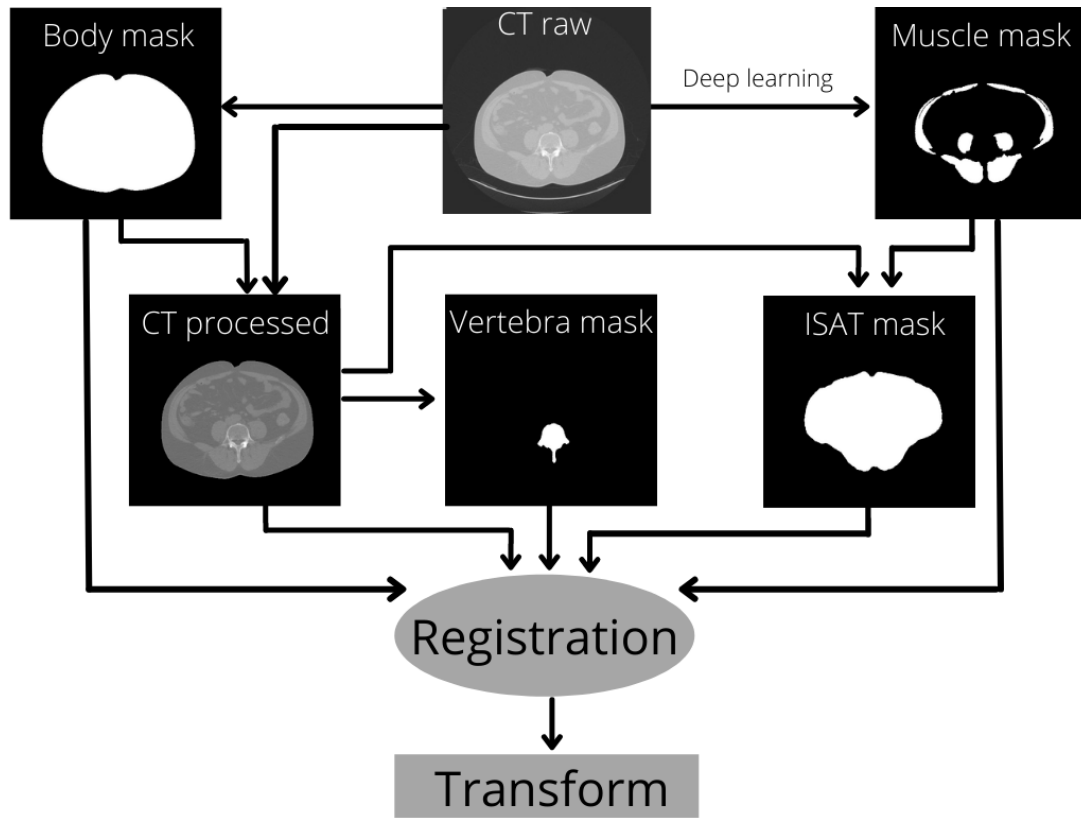 Body mask
CT raw
Muscle mask
Deep learning
CT processed
Vertebra mask
ISAT mask
Registration
Transform